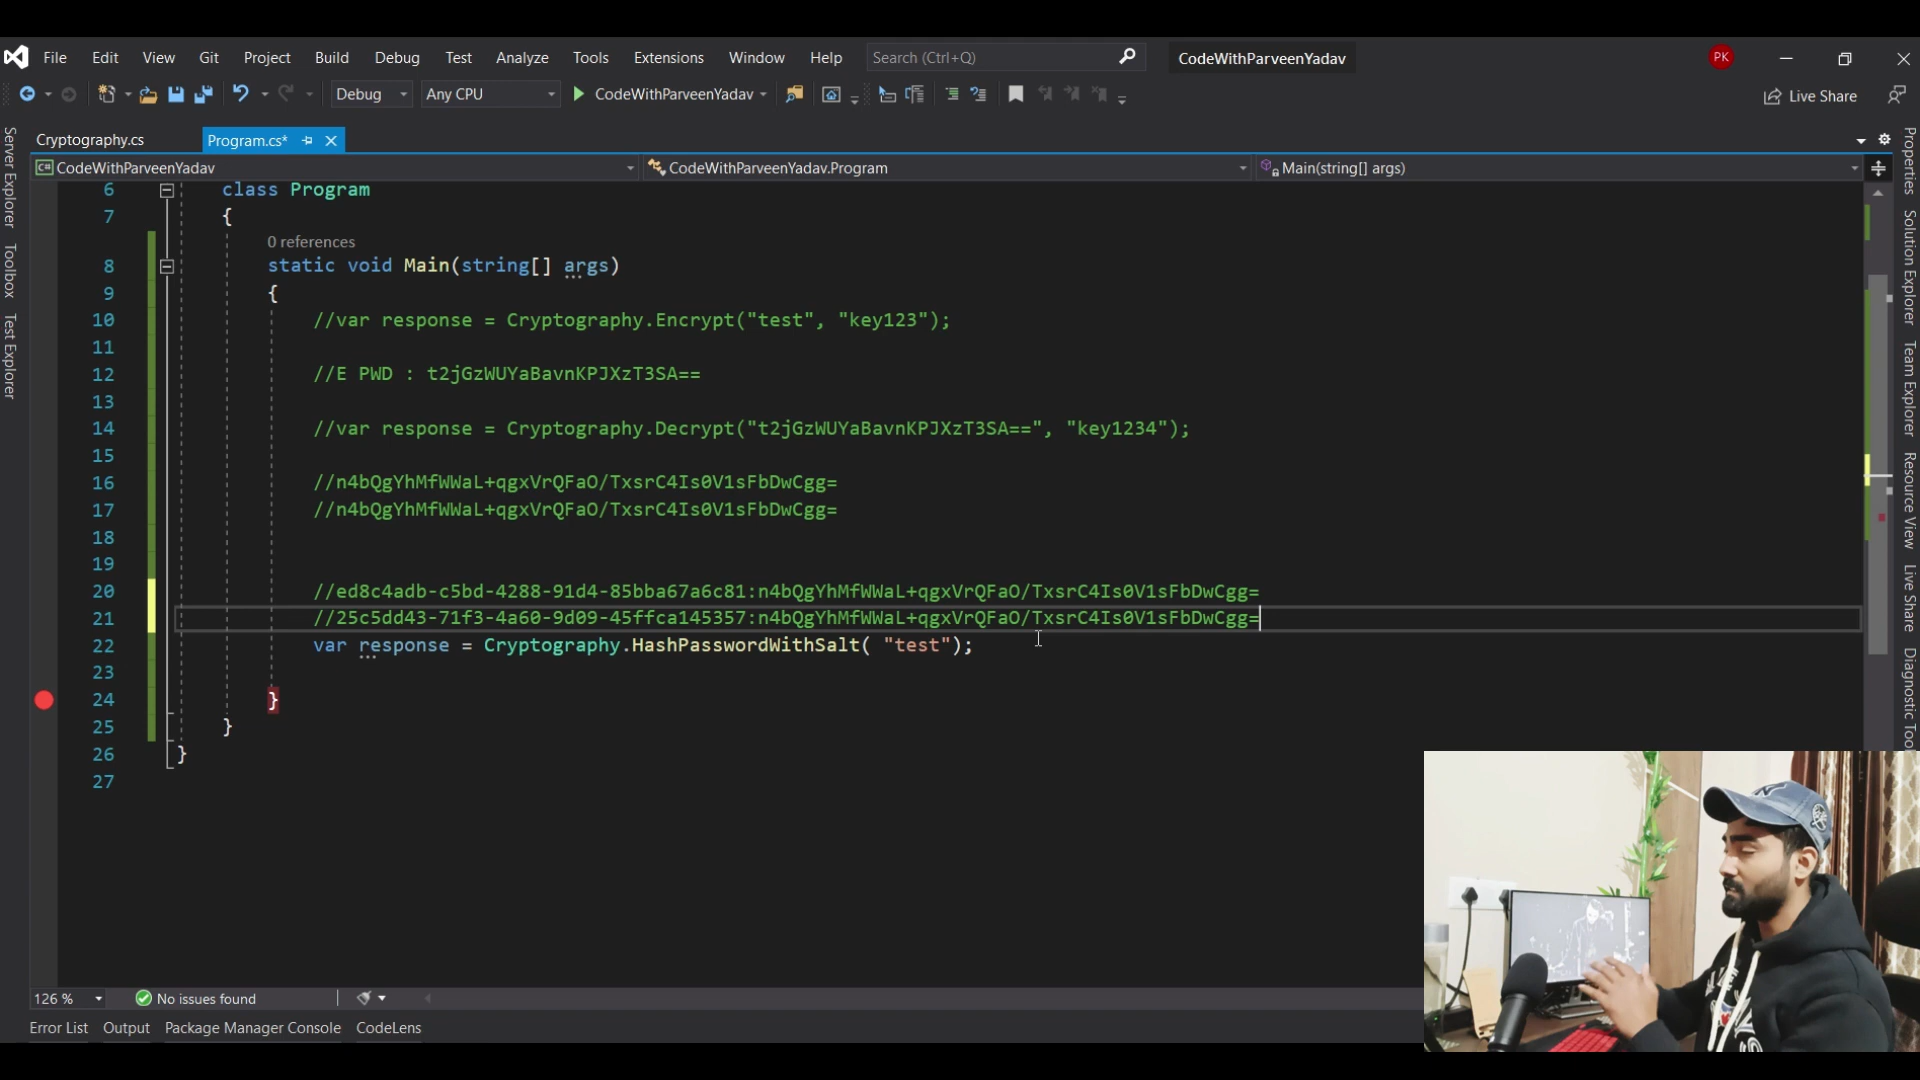 File Edit View Git Project Build Debug Test Analyze Tools Extensions Window Help Search (Ctrl+Q) CodeWithParveenYadav PK
Debug Any CPU CodeWithParveenYadav Live Share
Cryptography.cs Program.cs*
CodeWithParveenYadav CodeWithParveenYadav.Program Main(string[] args)
Server Explorer
Toolbox
Test Explorer
6 class Program
7 {
0 references
8 static void Main(string[] args)
9 {
10 //var response = Cryptography.Encrypt("test", "key123");
11
12 //E PWD : t2jGzWUYaBavnKPJXzT3SA==
13
14 //var response = Cryptography.Decrypt("t2jGzWUYaBavnKPJXzT3SA==", "key1234");
15
16 //n4bQgYhMfWWaL+qgxVrQFaO/TxsrC4Is0V1sFbDwCgg=
17 //n4bQgYhMfWWaL+qgxVrQFaO/TxsrC4Is0V1sFbDwCgg=
18
19
20 //ed8c4adb-c5bd-4288-91d4-85bba67a6c81:n4bQgYhMfWWaL+qgxVrQFaO/TxsrC4Is0V1sFbDwCgg=
21 //25c5dd43-71f3-4a60-9d09-45ffca145357:n4bQgYhMfWWaL+qgxVrQFaO/TxsrC4Is0V1sFbDwCgg=
22 var response = Cryptography.HashPasswordWithSalt( "test");
23
24 }
25 }
26 }
27
Properties
Solution Explorer
Team Explorer
Resource View
Live Share
Diagnostic Too
126 % No issues found
Error List Output Package Manager Console CodeLens